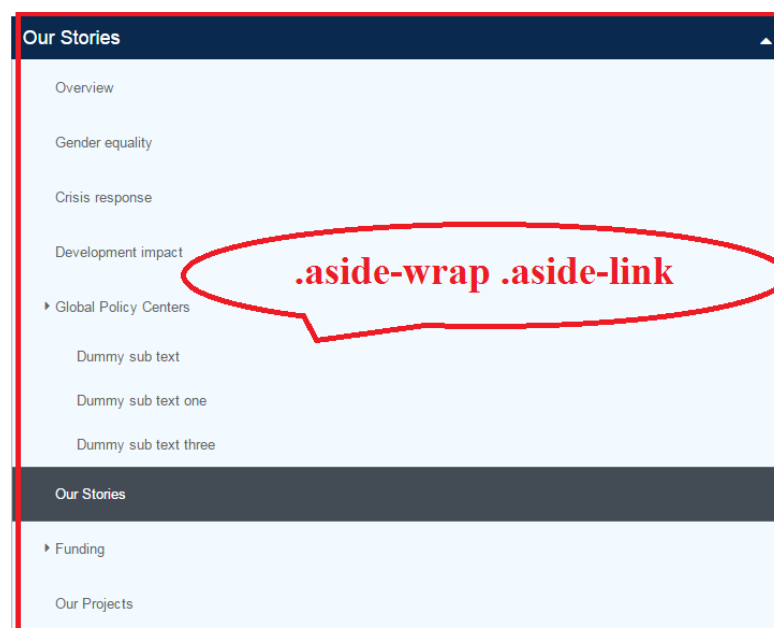 Our Stories
Overview
Gender equality
Crisis response
Development impact
.aside-wrap .aside-link
Global Policy Centers
Dummy sub text
Dummy sub text one
Dummy sub text three
Our Stories
Funding
Our Projects